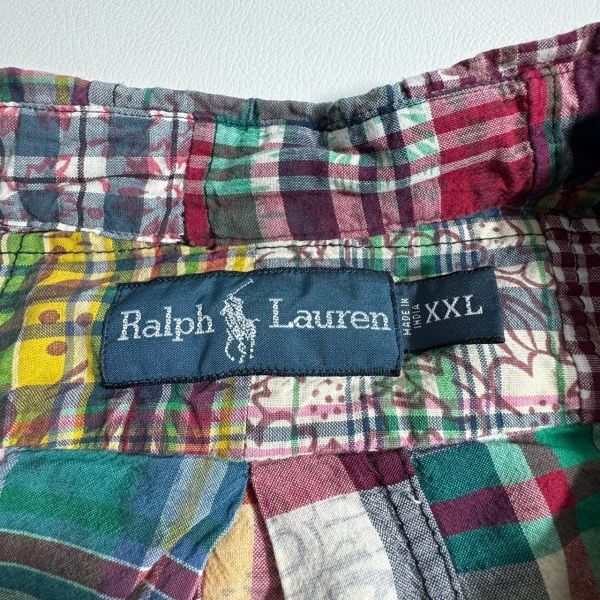 Ralph Lauren
MADE IN
INDIA
XXL